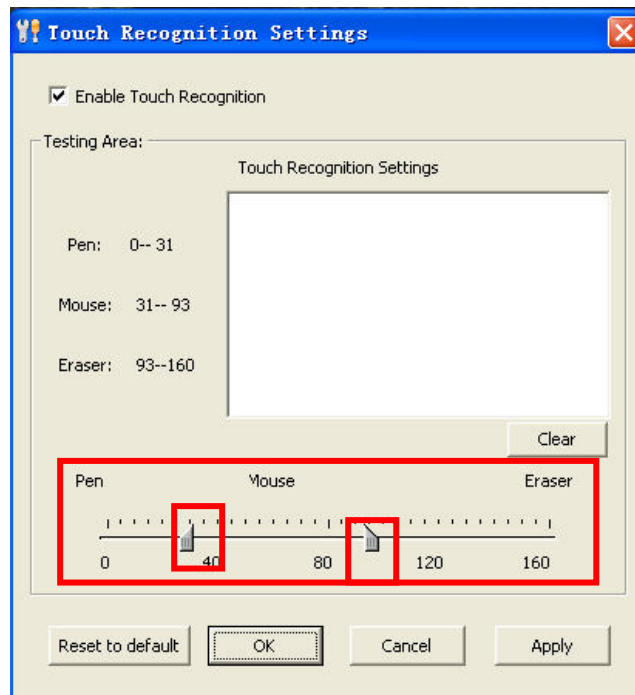 Touch Recognition Settings
Enable Touch Recognition
Testing Area:
Touch Recognition Settings
Pen: 0-- 31
Mouse: 31-- 93
Eraser: 93--160
Clear
Pen Mouse Eraser
0 40 80 120 160
Reset to default OK Cancel Apply